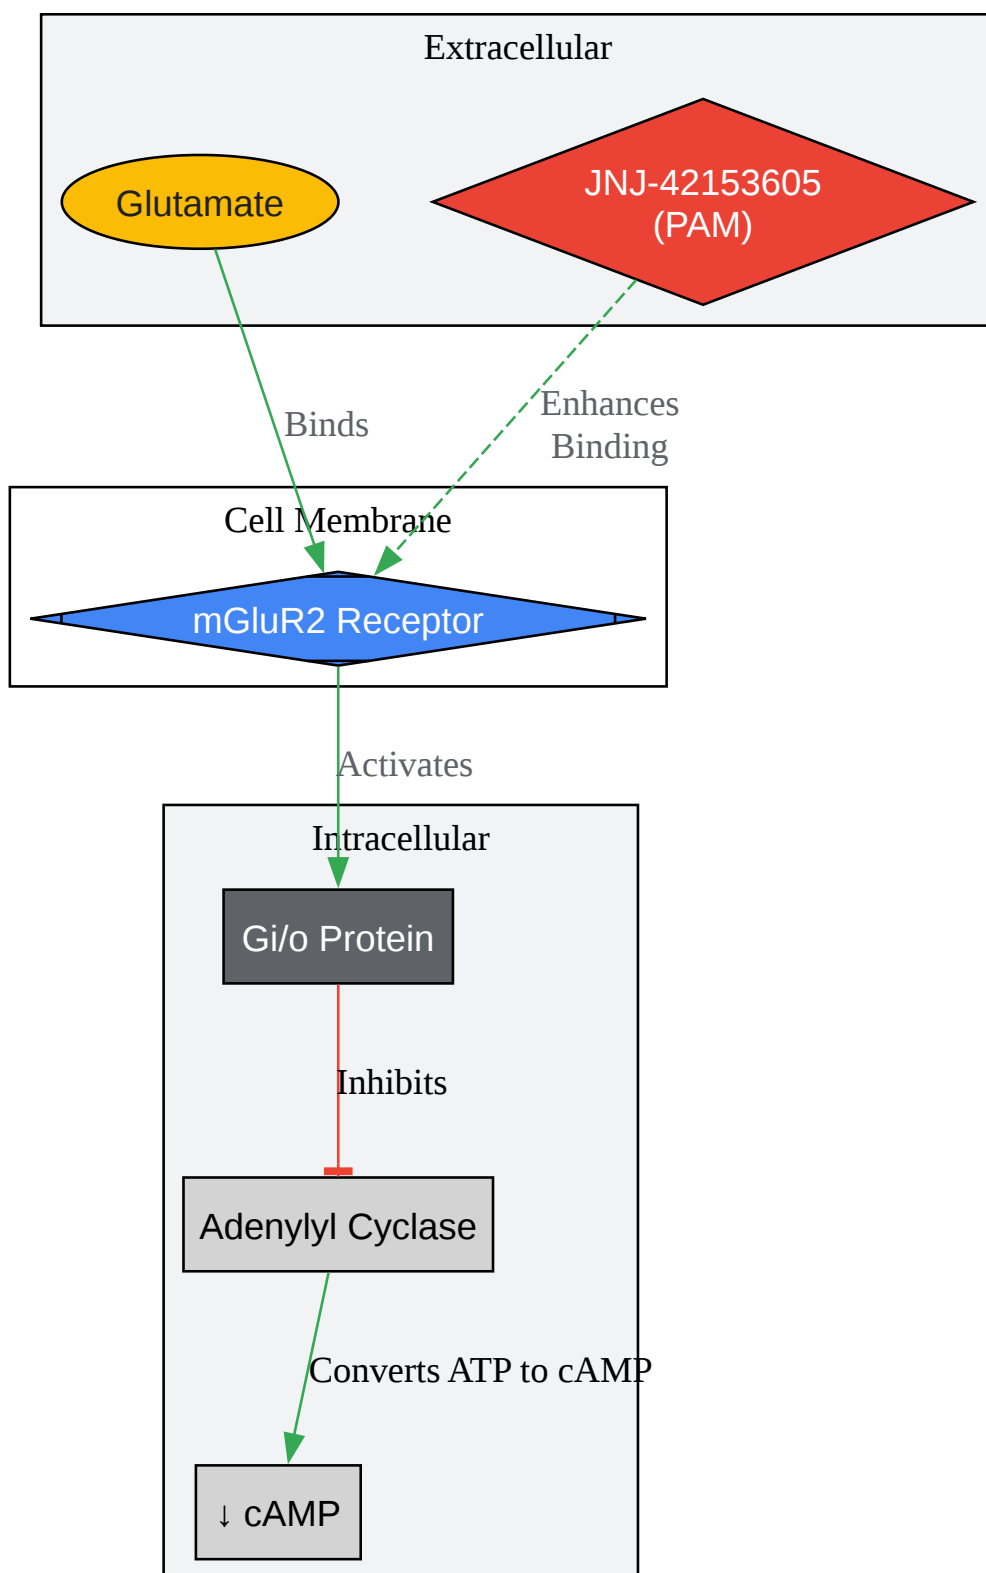 Extracellular
Glutamate
JNJ-42153605
(PAM)
Binds
Enhances
Binding
Cell Membrane
mGluR2 Receptor
Activates
Intracellular
Gi/o Protein
Inhibits
Adenylyl Cyclase
Converts ATP to cAMP
↓ cAMP